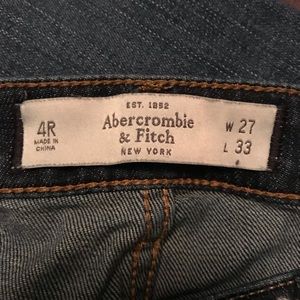 EST. 1892
4R
Abercrombie
W 27
MADE IN
& Fitch
CHINA
NEW YORK
L 33